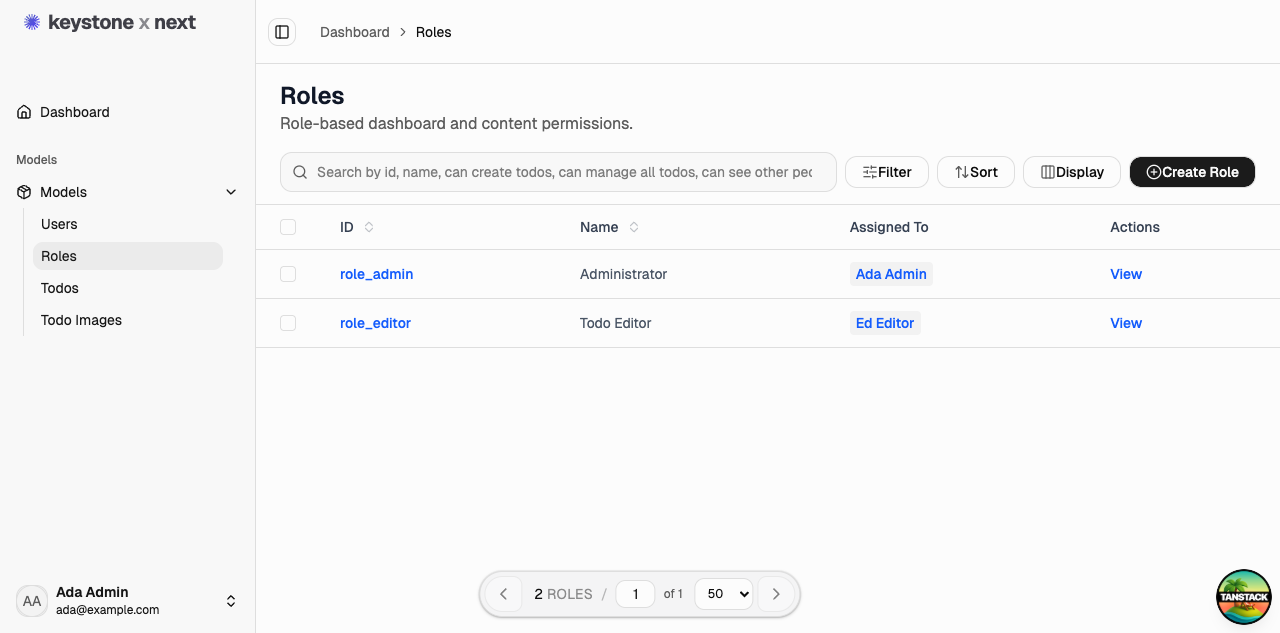 keystone x next
Dashboard
Models
Models
Users
Roles
Todos
Todo Images
AA
Ada Admin
ada@example.com
Dashboard > Roles
Roles
Role-based dashboard and content permissions.
Search by id, name, can create todos, can manage all todos, can see other pec
Filter
Sort
Display
Create Role
ID Name Assigned To Actions
role_admin Administrator Ada Admin View
role_editor Todo Editor Ed Editor View
2 ROLES / 1 of 1 50
TANSTACK